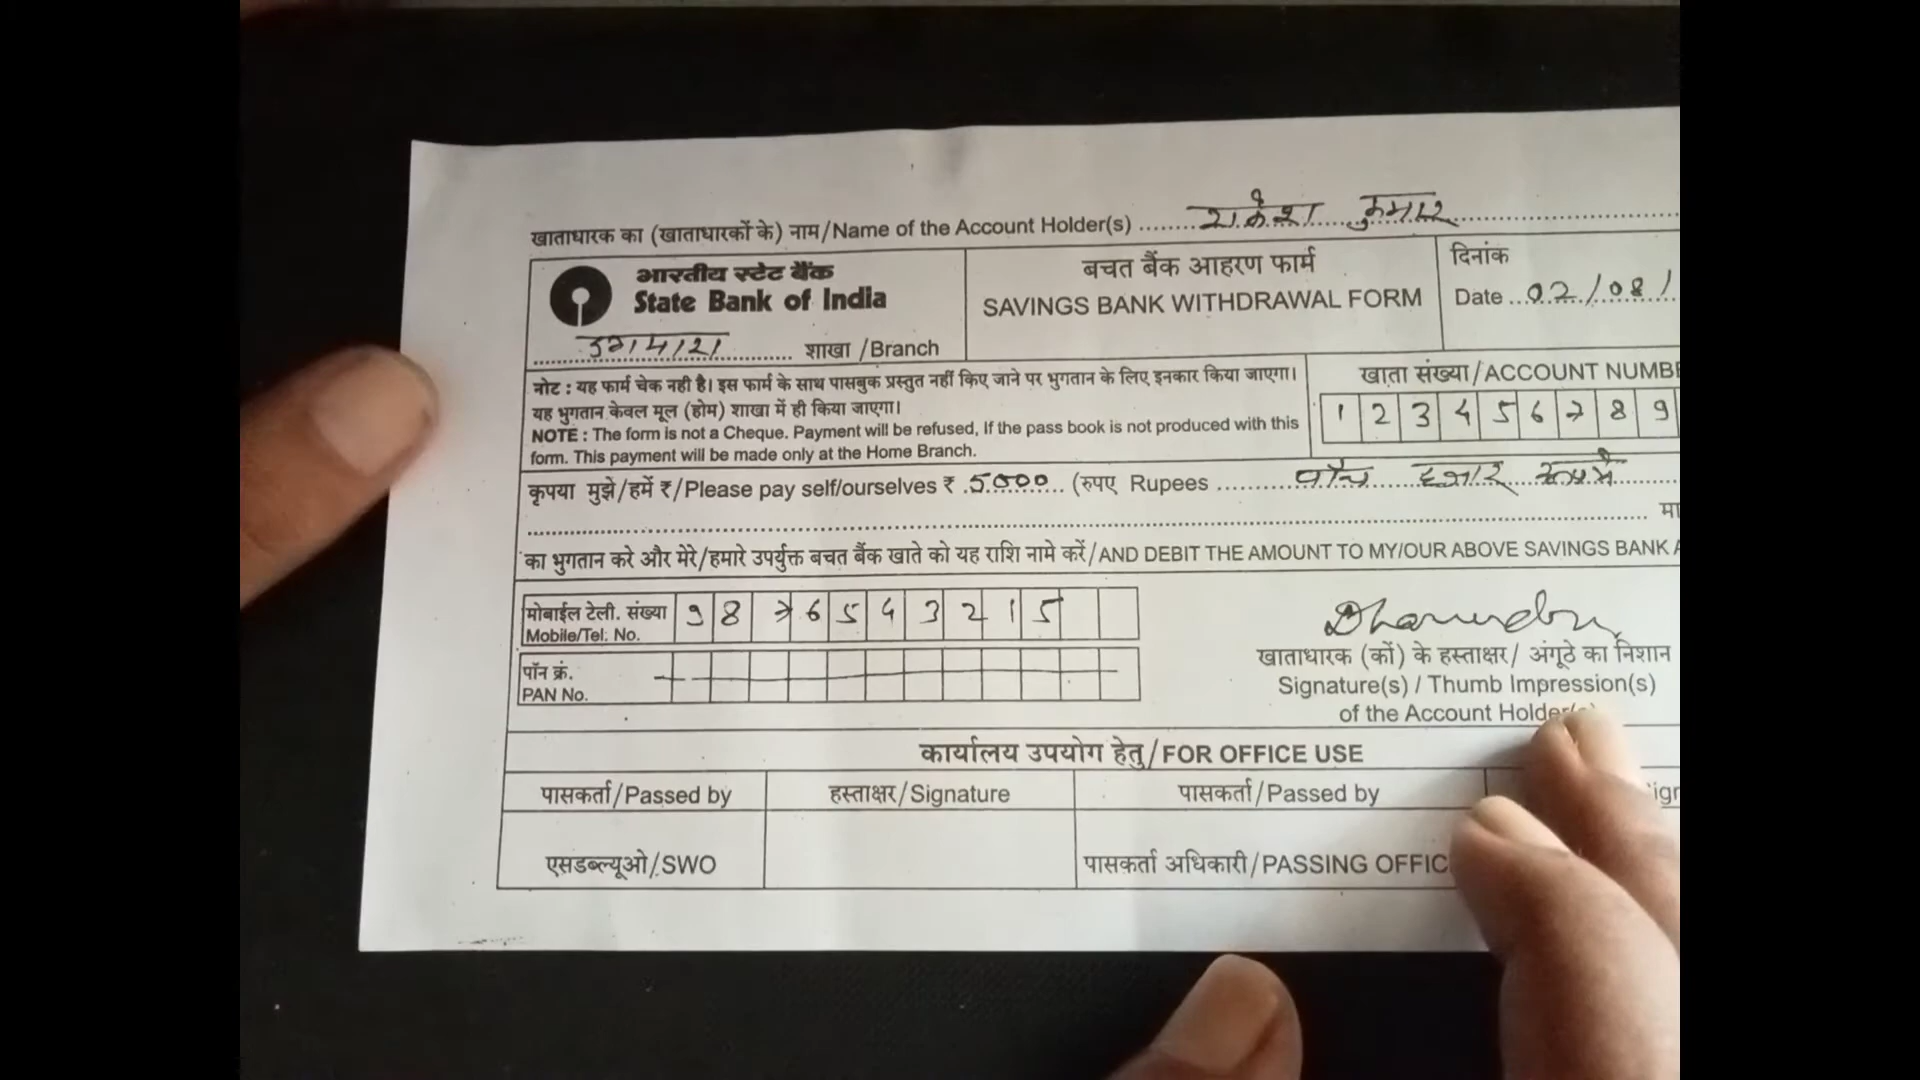 खाताधारक का (खाताधारकों के) नाम/Name of the Account Holder(s) ........राकेश कुमार
भारतीय स्टेट बैंक
State Bank of India
शाखा /Branch
बचत बैंक आहरण फार्म
SAVINGS BANK WITHDRAWAL FORM
दिनांक
Date ...02/08/
नोट : यह फार्म चेक नही है। इस फार्म के साथ पासबुक प्रस्तुत नहीं किए जाने पर भुगतान के लिए इनकार किया जाएगा।
यह भुगतान केवल मूल (होम) शाखा में ही किया जाएगा।
NOTE : The form is not a Cheque. Payment will be refused, If the pass book is not produced with this
form. This payment will be made only at the Home Branch.
खाता संख्या/ACCOUNT NUMBE
1 2 3 4 5 6 7 8 9
कृपया मुझे/हमें ₹/Please pay self/ourselves ₹ .5000.. (रुपए Rupees ........पाँच हजार रूपये
मा
का भुगतान करे और मेरे/हमारे उपर्युक्त बचत बैंक खाते को यह राशि नामे करें/AND DEBIT THE AMOUNT TO MY/OUR ABOVE SAVINGS BANK A
मोबाईल टेली. संख्या
Mobile/Tel: No.
9 8 7 6 5 4 3 2 1 5
पॉन क्रं.
PAN No.
खाताधारक (कों) के हस्ताक्षर/ अंगूठे का निशान
Signature(s) / Thumb Impression(s)
of the Account Holder(s)
कार्यालय उपयोग हेतु/FOR OFFICE USE
पासकर्ता/Passed by हस्ताक्षर/Signature पासकर्ता/Passed by
एसडब्ल्यूओ/SWO पासकर्ता अधिकारी/PASSING OFFIC